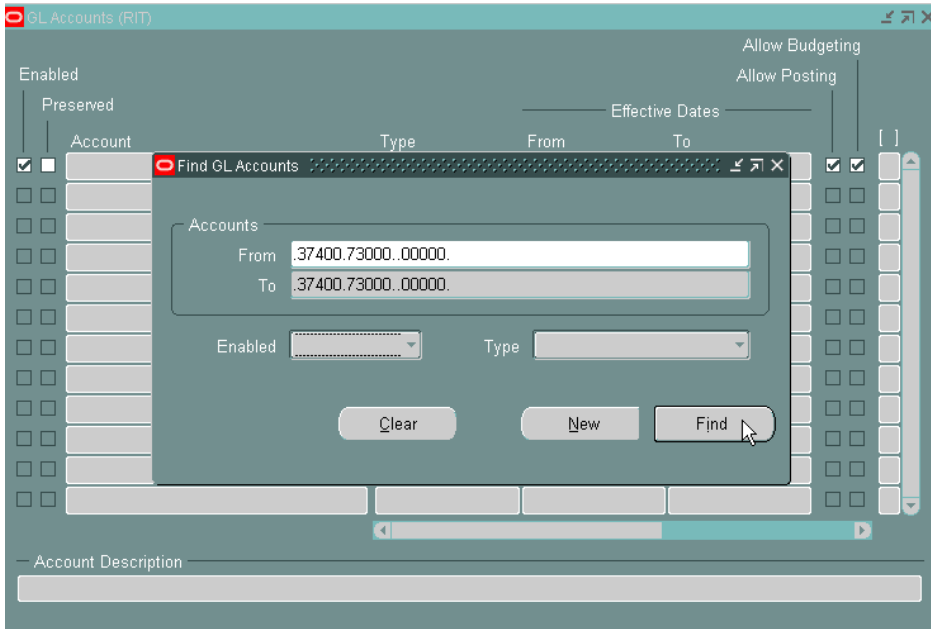 GL Accounts (RIT)
Allow Budgeting
Enabled
Allow Posting
Preserved
Effective Dates
Account Type From To [ ]
Find GL Accounts
Accounts
From .37400.73000..00000.
To .37400.73000..00000.
Enabled Type
Clear New Find
Account Description